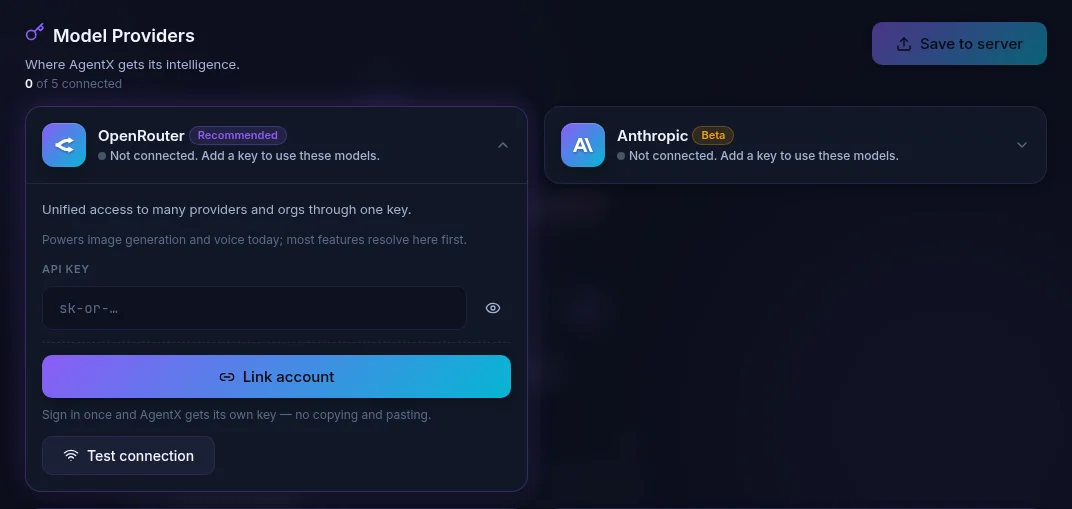 Model Providers
Save to server
Where AgentX gets its intelligence.
0 of 5 connected
OpenRouter Recommended
Not connected. Add a key to use these models.
Anthropic Beta
Not connected. Add a key to use these models.
Unified access to many providers and orgs through one key.
Powers image generation and voice today; most features resolve here first.
API KEY
sk-or-…
Link account
Sign in once and AgentX gets its own key — no copying and pasting.
Test connection